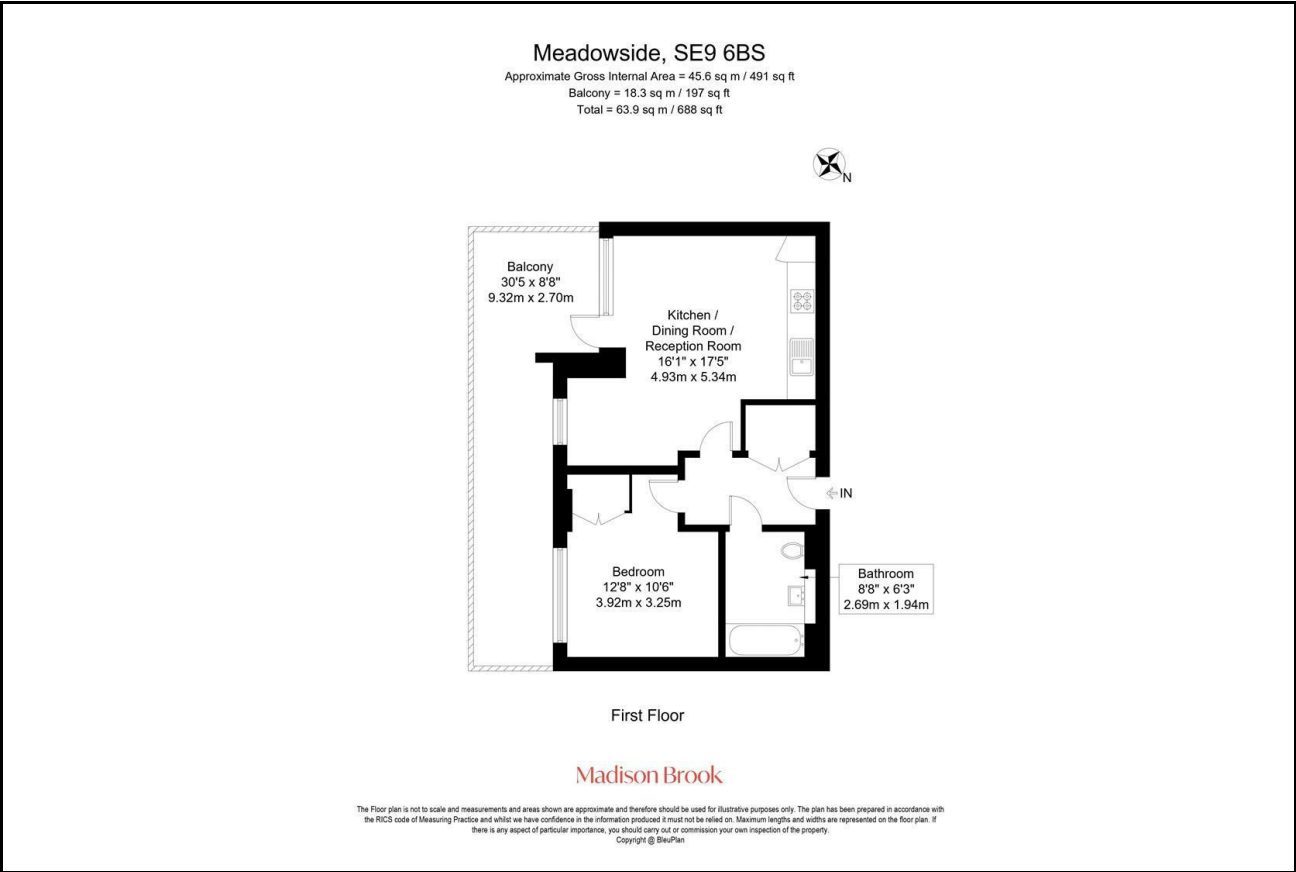 Meadowside, SE9 6BS
Approximate Gross Internal Area = 45.6 sq m / 491 sq ft
Balcony = 18.3 sq m / 197 sq ft
Total = 63.9 sq m / 688 sq ft
N
Balcony
30'5 x 8'8"
9.32m x 2.70m
Kitchen /
Dining Room /
Reception Room
16'1" x 17'5"
4.93m x 5.34m
IN
Bedroom
12'8" x 10'6"
3.92m x 3.25m
Bathroom
8'8" x 6'3"
2.69m x 1.94m
First Floor
Madison Brook
The Floor plan is not to scale and measurements and areas shown are approximate and therefore should be used for illustrative purposes only. The plan has been prepared in accordance with
the RICS code of Measuring Practice and whilst we have confidence in the information produced it must not be relied on. Maximum lengths and widths are represented on the floor plan. If
there is any aspect of particular importance, you should carry out or commission your own inspection of the property.
Copyright @ BleuPlan